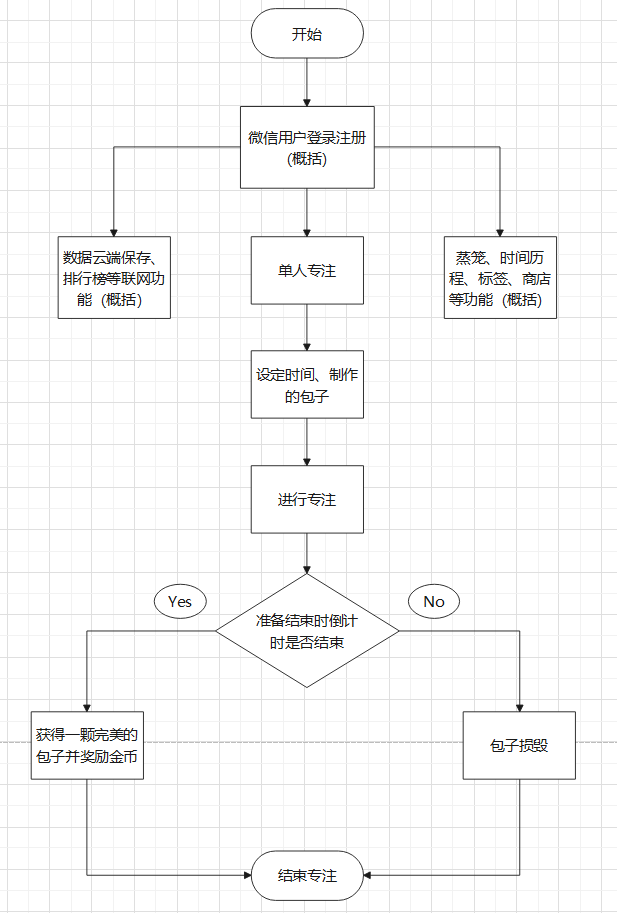 开始
微信用户登录注册
(概括)
数据云端保存、
排行榜等联网功
能（概括）
单人专注
蒸笼、时间历
程、标签、商店
等功能（概括）
设定时间、制作
的包子
进行专注
Yes
No
准备结束时倒计
时是否结束
获得一颗完美的
包子并奖励金币
包子损毁
结束专注